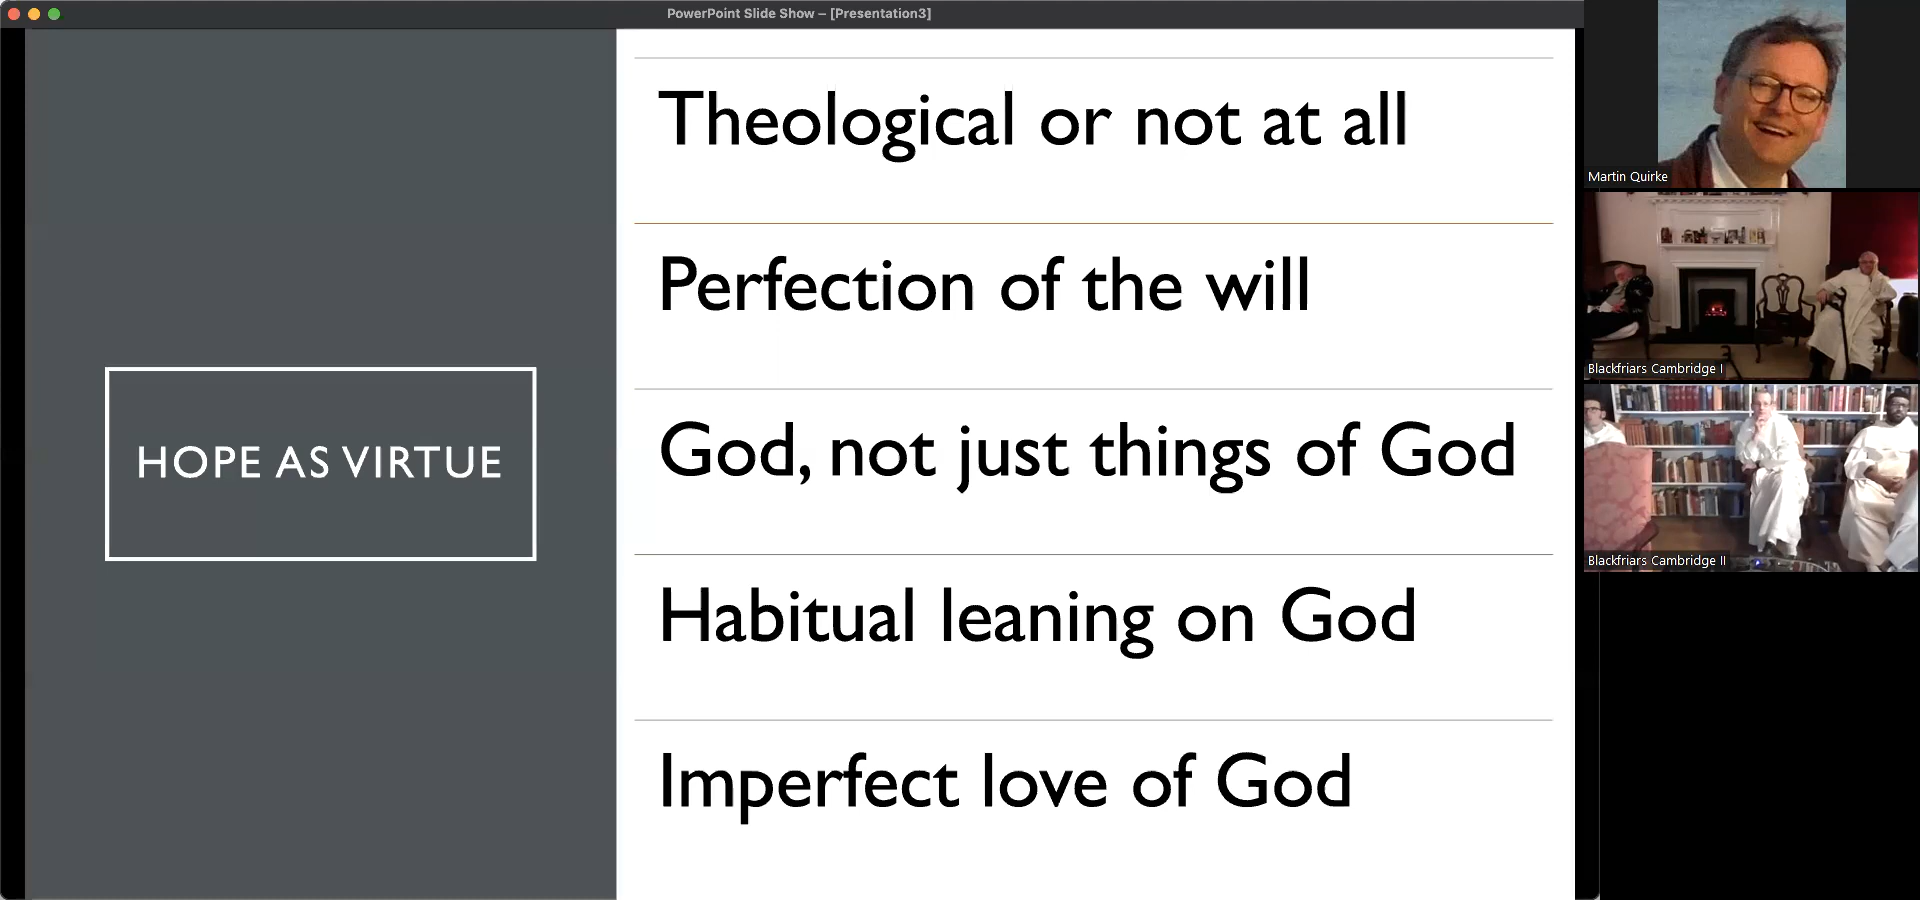 PowerPoint Slide Show – [Presentation3]
HOPE AS VIRTUE
Theological or not at all
Perfection of the will
God, not just things of God
Habitual leaning on God
Imperfect love of God
Martin Quirke
Blackfriars Cambridge I
Blackfriars Cambridge II